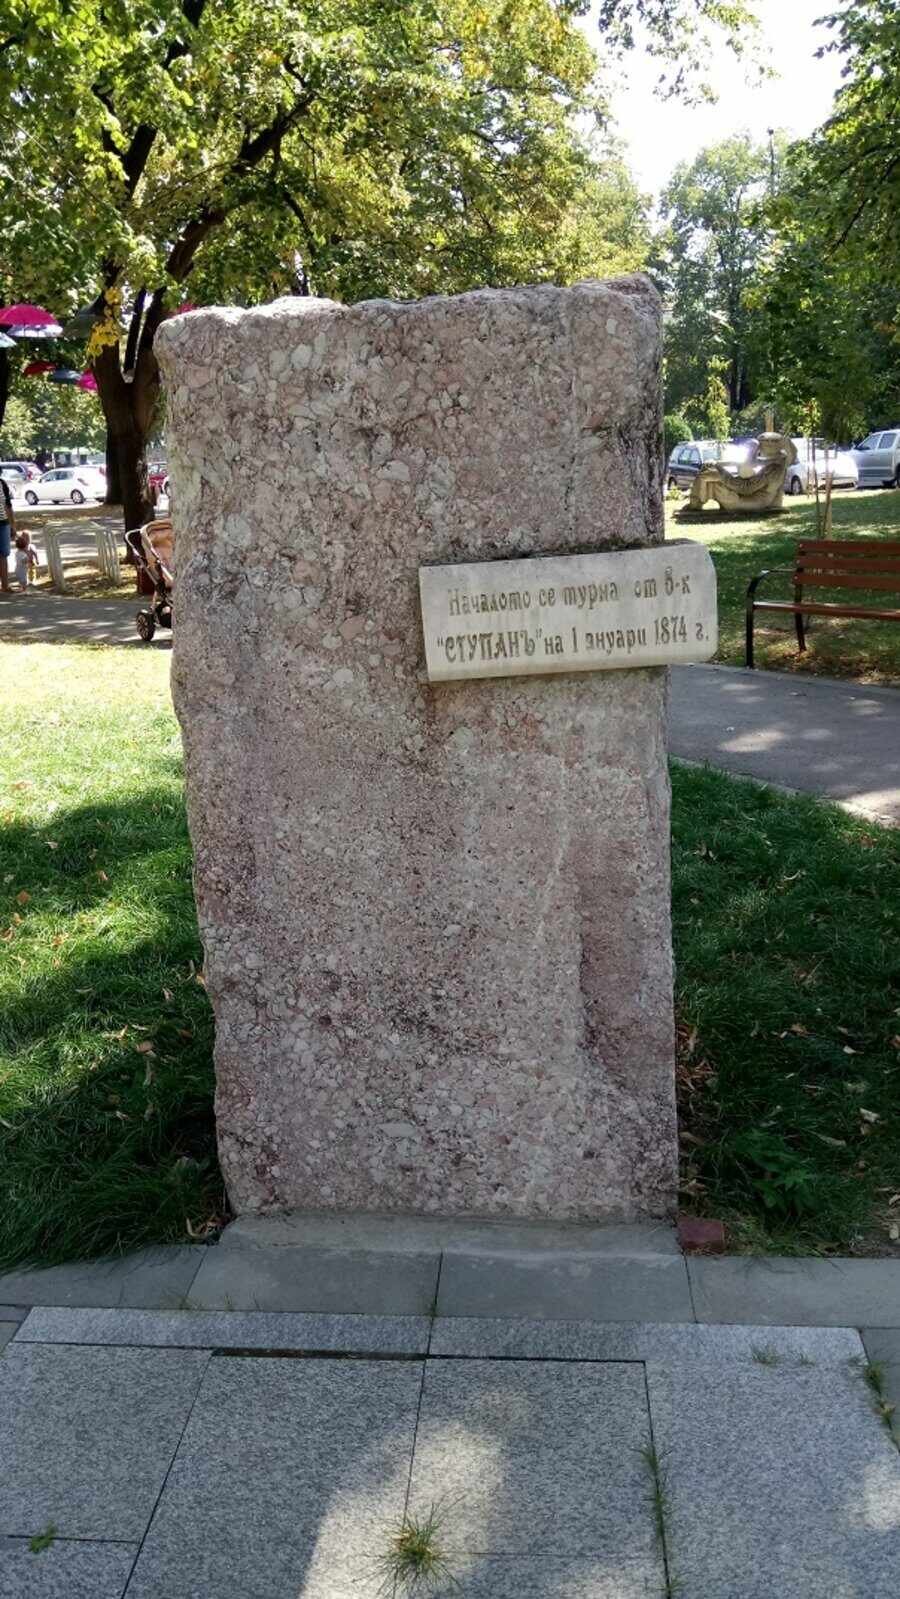 Началото се турна от в-к
"СТУПАНЪ" на 1 януари 1874 г.